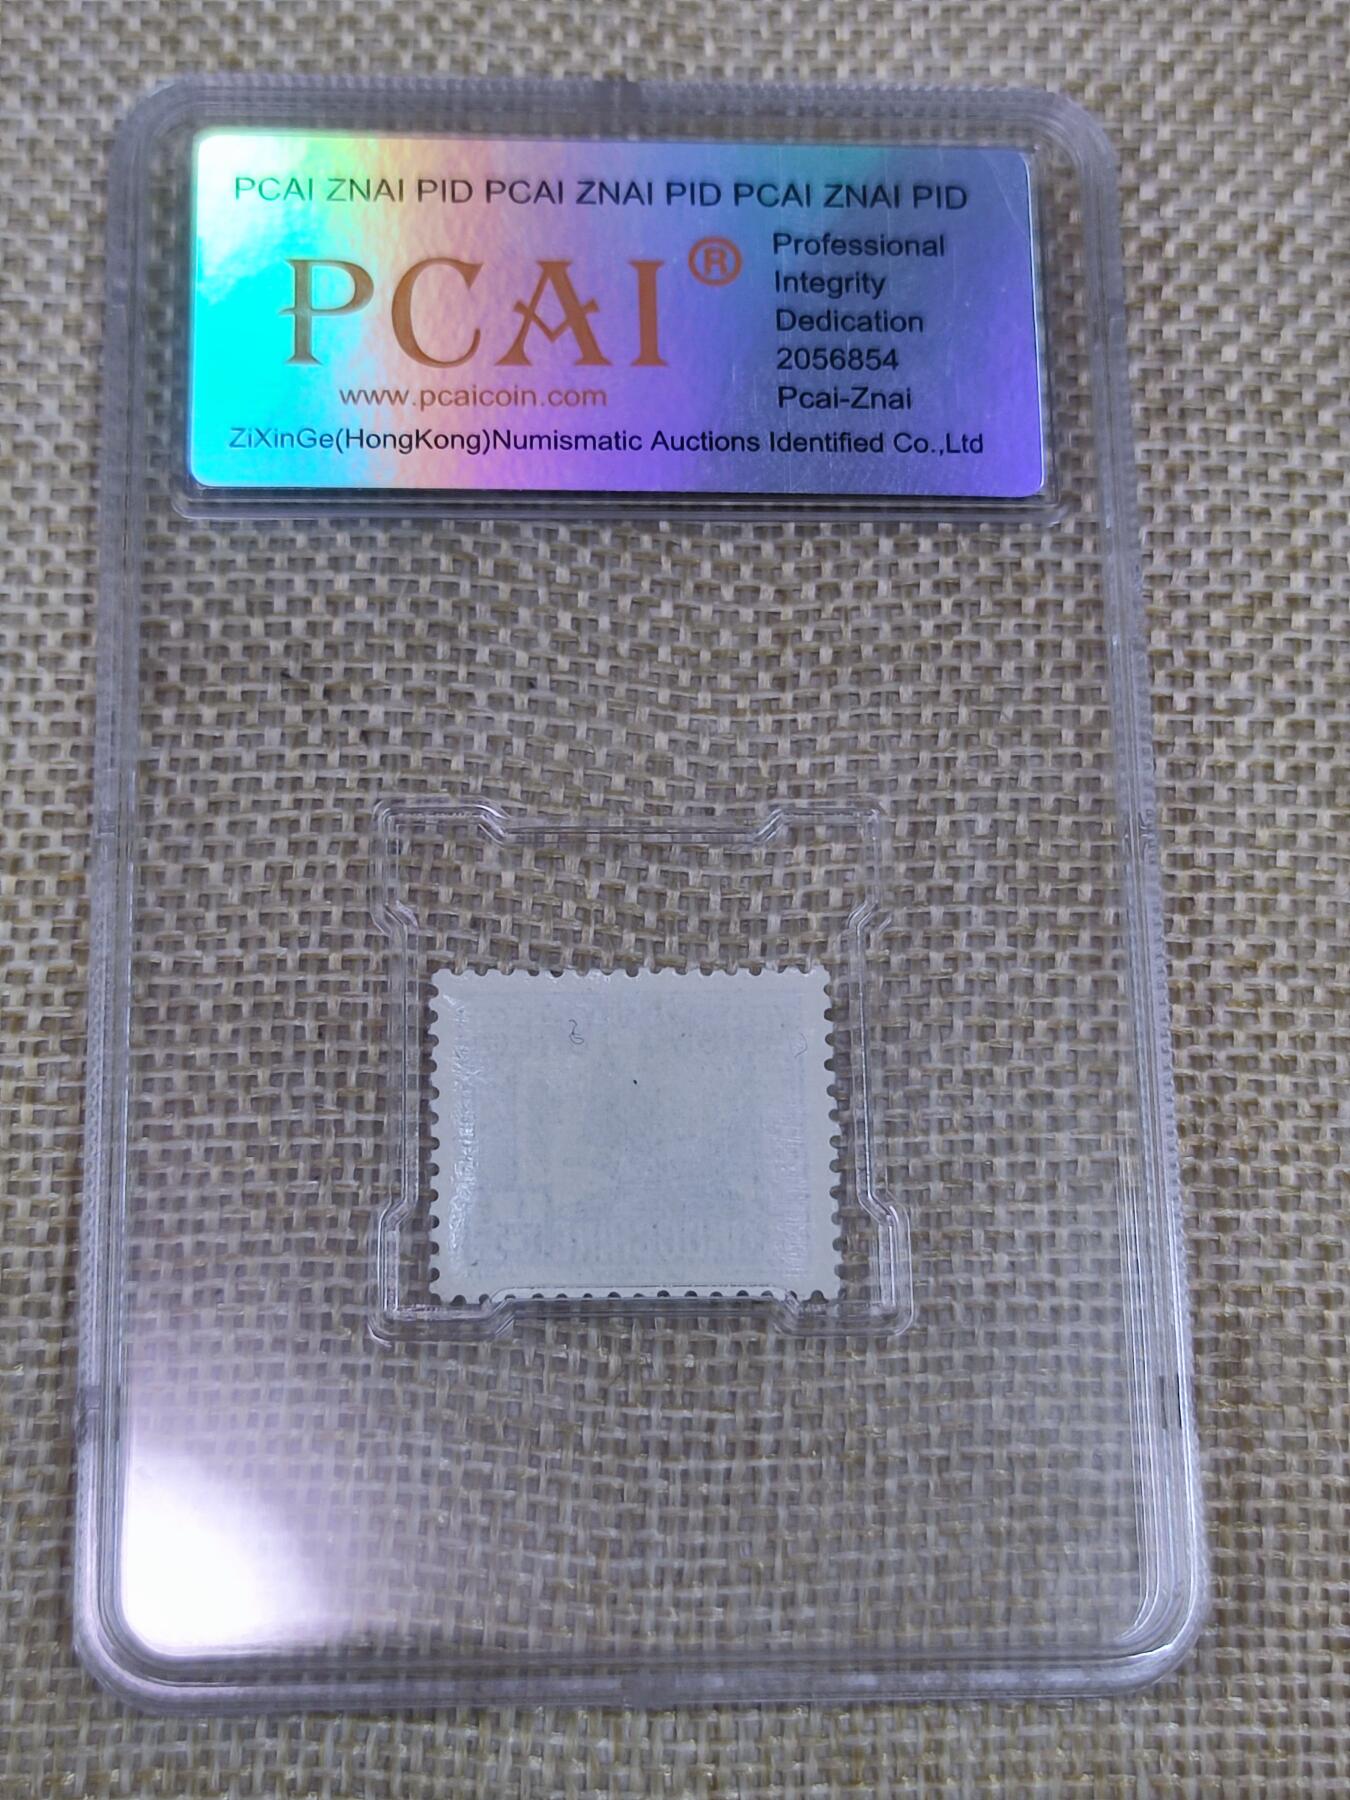 PCAI ZNAI PID PCAI ZNAI PID PCAI ZNAI PID
PCAI®
www.pcaicoin.com
Professional
Integrity
Dedication
2056854
Pcai-Znai
ZiXinGe(HongKong)Numismatic Auctions Identified Co.,Ltd